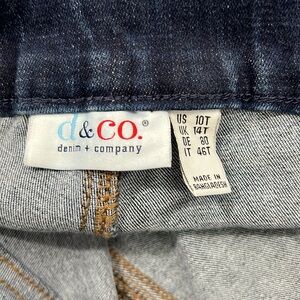 d&co.®
denim + company
US 10T
UK 14T
DE 80
IT 46T
MADE IN
BANGLADESH